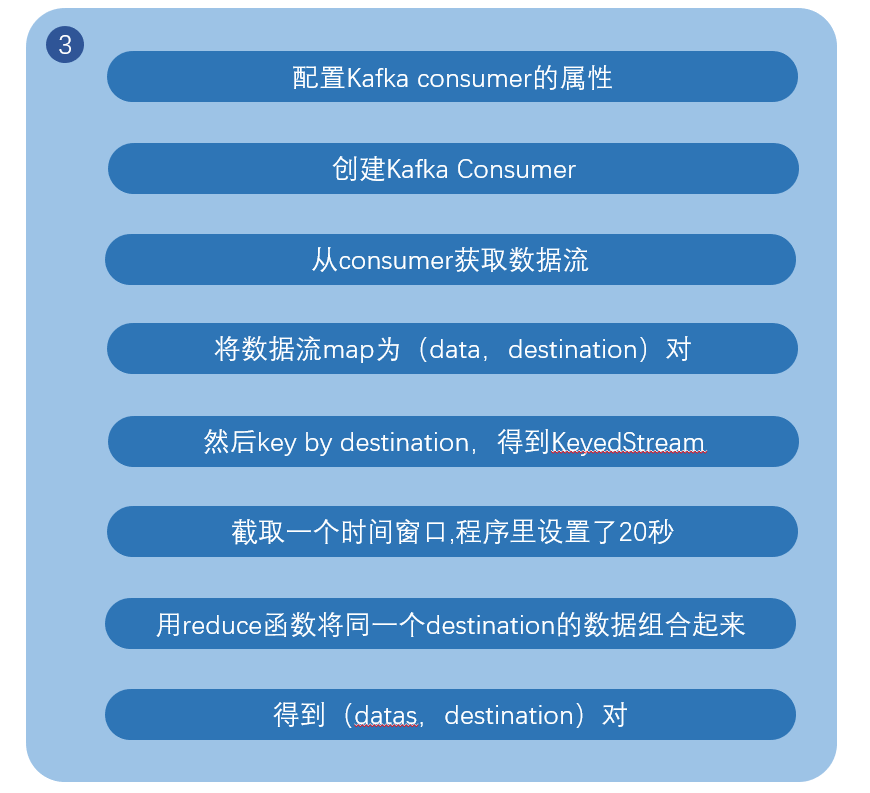 3
配置Kafka consumer的属性
创建Kafka Consumer
从consumer获取数据流
将数据流map为（data，destination）对
然后key by destination，得到KeyedStream
截取一个时间窗口,程序里设置了20秒
用reduce函数将同一个destination的数据组合起来
得到（datas，destination）对